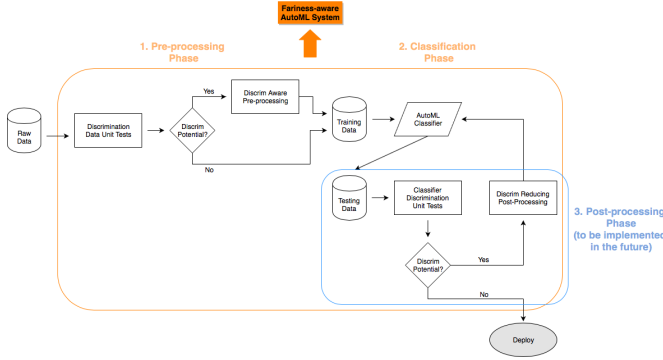 Fariness-aware
AutoML System
1. Pre-processing
Phase
2. Classification
Phase
Yes
Discrim Aware
Pre-processing
Raw
Data
Discrimination
Data Unit Tests
Discrim
Potential?
Training
Data
AutoML
Classifier
No
Testing
Data
Classifier
Discrimination
Unit Tests
Discrim Reducing
Post-Processing
3. Post-processing
Phase
(to be implemented
in the future)
Discrim
Potential?
Yes
No
Deploy